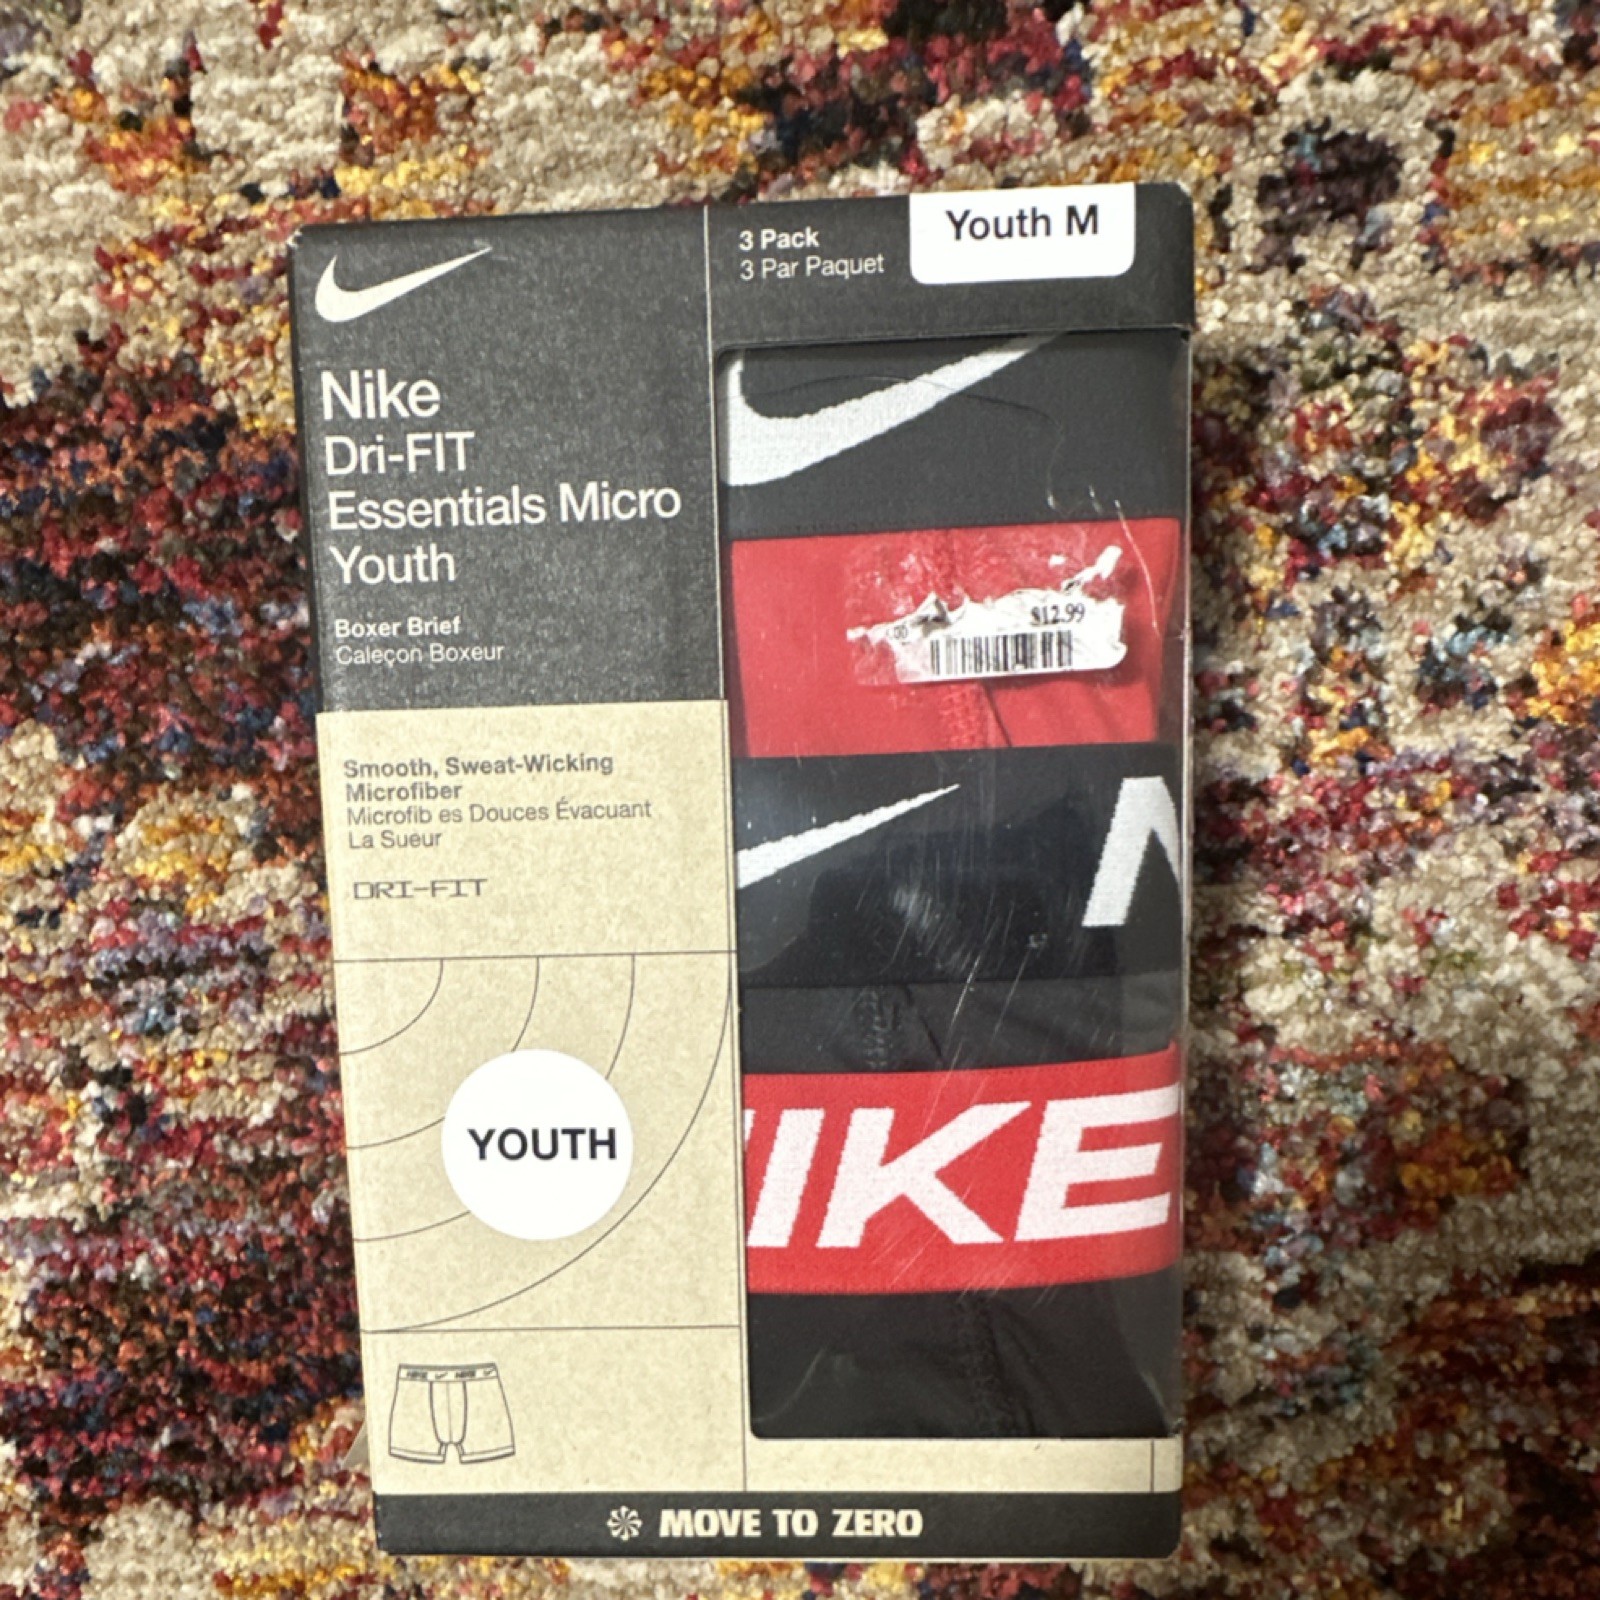 3 Pack
3 Par Paquet
Youth M
Nike
Dri-FIT
Essentials Micro
Youth
Boxer Brief
Caleçon Boxeur
$12.99
Smooth, Sweat-Wicking
Microfiber
Microfib es Douces Évacuant
La Sueur
DRI-FIT
YOUTH
IKE
MOVE TO ZERO